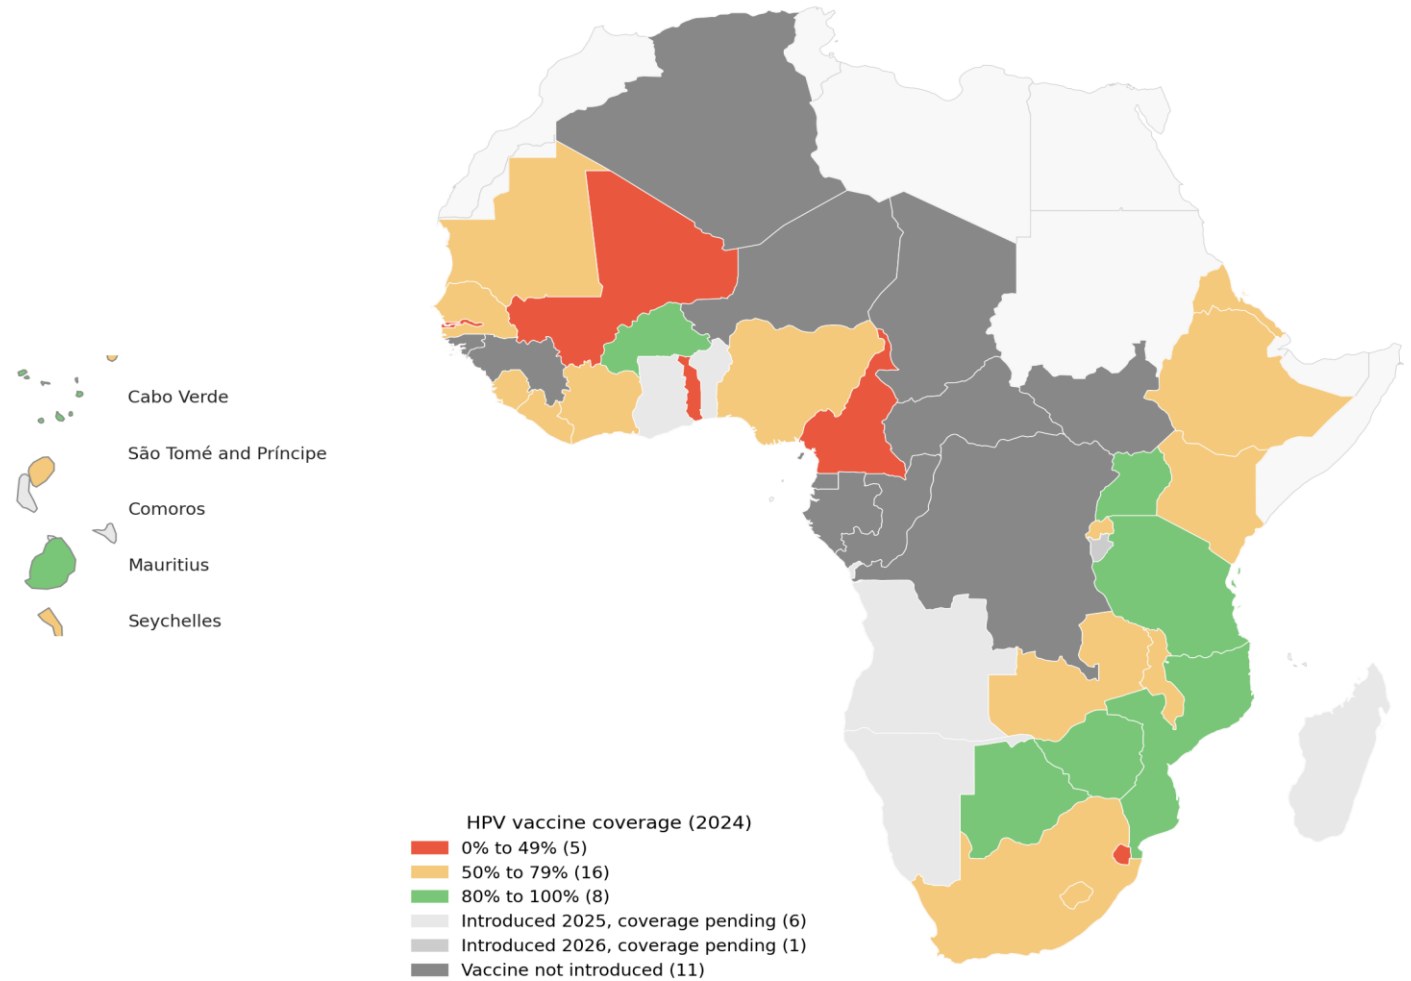 Cabo Verde
São Tomé and Príncipe
Comoros
Mauritius
Seychelles
HPV vaccine coverage (2024)
0% to 49% (5)
50% to 79% (16)
80% to 100% (8)
Introduced 2025, coverage pending (6)
Introduced 2026, coverage pending (1)
Vaccine not introduced (11)